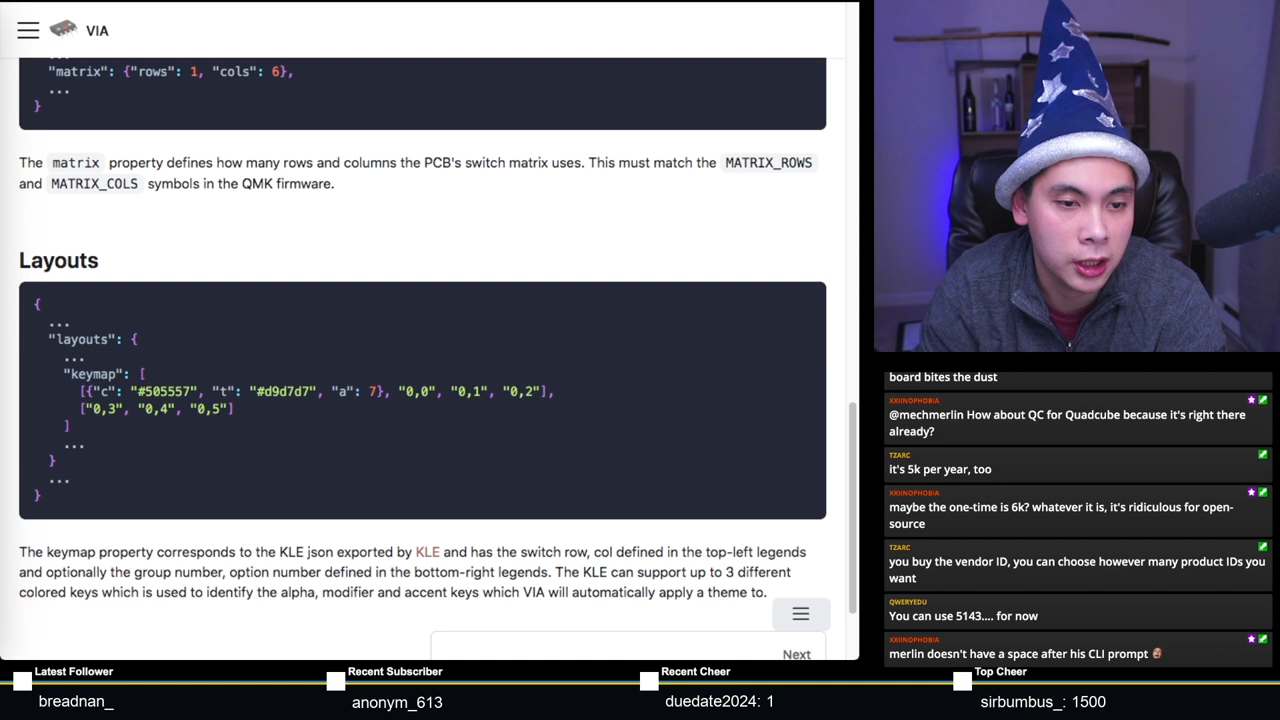 VIA
...
"matrix": {"rows": 1, "cols": 6},
...
}
The matrix property defines how many rows and columns the PCB's switch matrix uses. This must match the MATRIX_ROWS
and MATRIX_COLS symbols in the QMK firmware.
Layouts
{
...
"layouts": {
...
"keymap": [
[{"c": "#505557", "t": "#d9d7d7", "a": 7}, "0,0", "0,1", "0,2"],
["0,3", "0,4", "0,5"]
]
...
}
...
}
The keymap property corresponds to the KLE json exported by KLE and has the switch row, col defined in the top-left legends
and optionally the group number, option number defined in the bottom-right legends. The KLE can support up to 3 different
colored keys which is used to identify the alpha, modifier and accent keys which VIA will automatically apply a theme to.
Next
board bites the dust
XXIINOPHOBIA
@mechmerlin How about QC for Quadcube because it's right there
already?
TZARC
it's 5k per year, too
XXIINOPHOBIA
maybe the one-time is 6k? whatever it is, it's ridiculous for open-
source
TZARC
you buy the vendor ID, you can choose however many product IDs you
want
QWERYEDU
You can use 5143.... for now
XXIINOPHOBIA
merlin doesn't have a space after his CLI prompt
Latest Follower
breadnan_
Recent Subscriber
anonym_613
Recent Cheer
duedate2024: 1
Top Cheer
sirbumbus_: 1500